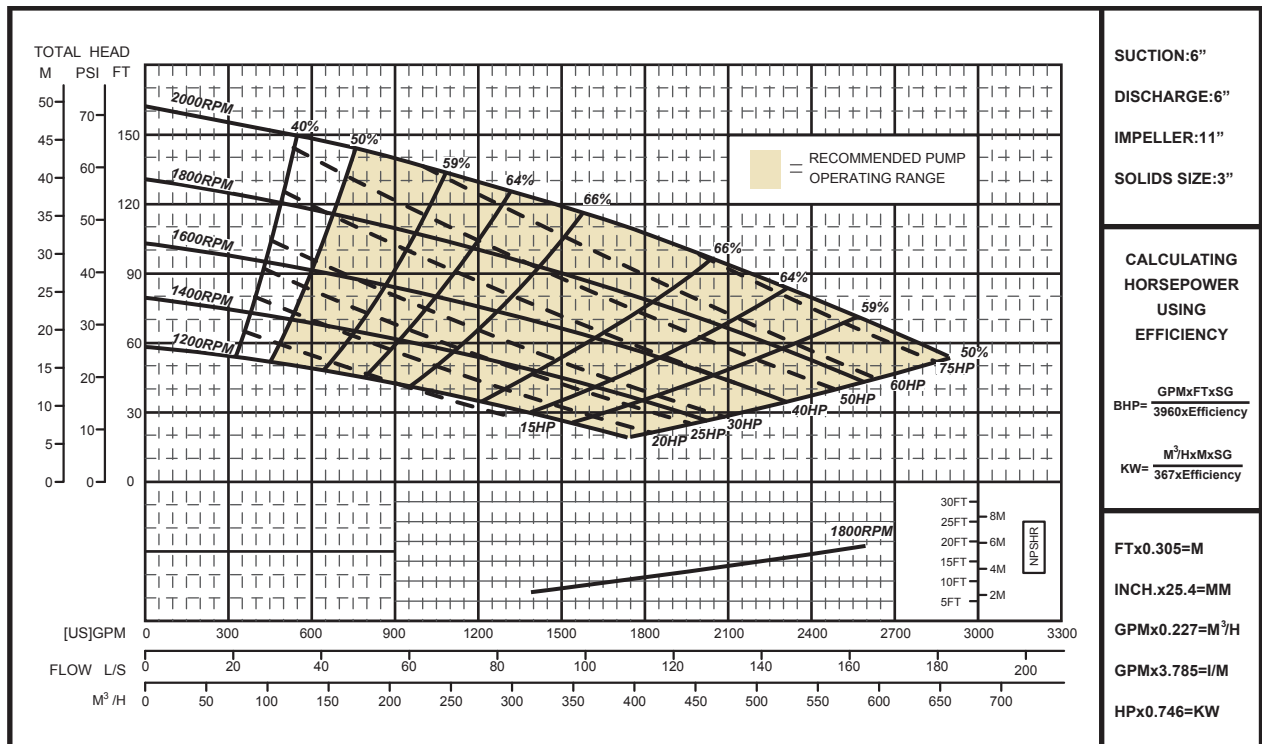 TOTAL HEAD
M PSI FT
50
45
40
35
30
25
20
15
10
5
0
70
60
50
40
30
20
10
0
150
120
90
60
30
0
2000RPM
1800RPM
1600RPM
1400RPM
1200RPM
40%
50%
59%
64%
66%
66%
64%
59%
50%
75HP
60HP
50HP
40HP
30HP
25HP
20HP
15HP
= RECOMMENDED PUMP
OPERATING RANGE
1800RPM
30FT
25FT
20FT
15FT
10FT
5FT
8M
6M
4M
2M
NPSHR
[US]GPM 0 300 600 900 1200 1500 1800 2100 2400 2700 3000 3300
FLOW L/S 0 20 40 60 80 100 120 140 160 180 200
M³/H 0 50 100 150 200 250 300 350 400 450 500 550 600 650 700
SUCTION:6”
DISCHARGE:6”
IMPELLER:11”
SOLIDS SIZE:3”
CALCULATING
HORSEPOWER
USING
EFFICIENCY
BHP= GPMxFTxSG
3960xEfficiency
KW= M³/HxMxSG
367xEfficiency
FTx0.305=M
INCH.x25.4=MM
GPMx0.227=M³/H
GPMx3.785=l/M
HPx0.746=KW